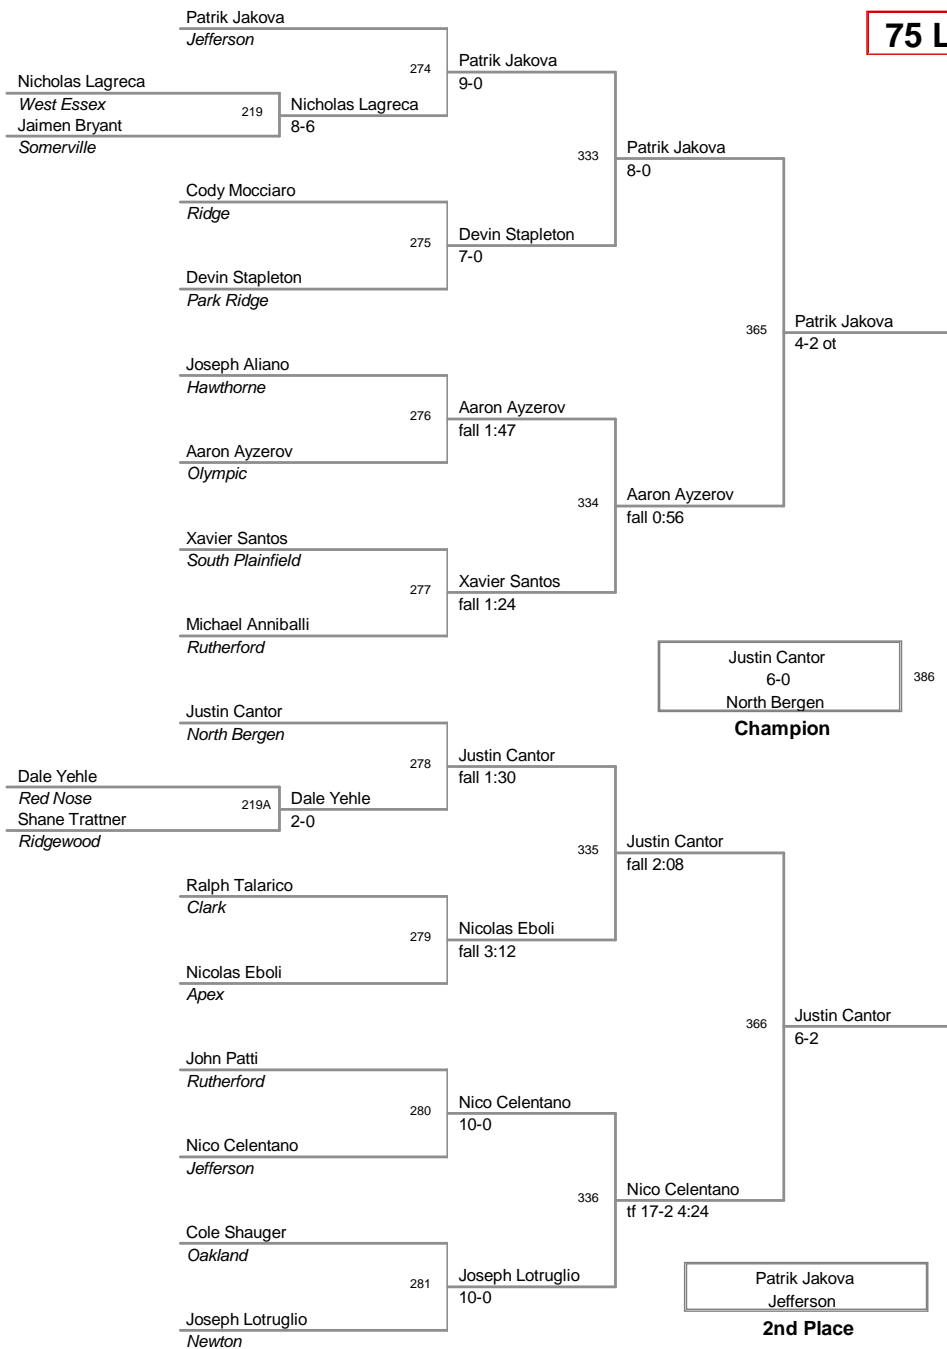 Patrik Jakova
Jefferson
75 L
274
Patrik Jakova
9-0
Nicholas Lagreca
West Essex
219
Nicholas Lagreca
8-6
Jaimen Bryant
Somerville
333
Patrik Jakova
8-0
Cody Mocciaro
Ridge
275
Devin Stapleton
7-0
Devin Stapleton
Park Ridge
365
Patrik Jakova
4-2 ot
Joseph Aliano
Hawthorne
276
Aaron Ayzerov
fall 1:47
Aaron Ayzerov
Olympic
334
Aaron Ayzerov
fall 0:56
Xavier Santos
South Plainfield
277
Xavier Santos
fall 1:24
Michael Anniballi
Rutherford
Justin Cantor
6-0
North Bergen
386
Champion
Justin Cantor
North Bergen
278
Justin Cantor
fall 1:30
Dale Yehle
Red Nose
219A
Dale Yehle
2-0
Shane Trattner
Ridgewood
335
Justin Cantor
fall 2:08
Ralph Talarico
Clark
279
Nicolas Eboli
fall 3:12
Nicolas Eboli
Apex
366
Justin Cantor
6-2
John Patti
Rutherford
280
Nico Celentano
10-0
Nico Celentano
Jefferson
336
Nico Celentano
tf 17-2 4:24
Cole Shauger
Oakland
281
Joseph Lotruglio
10-0
Joseph Lotruglio
Newton
Patrik Jakova
Jefferson
2nd Place